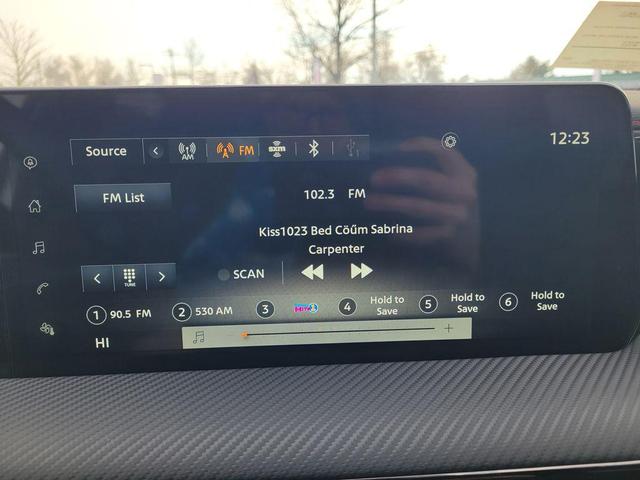 Source
AM
FM
sxm
12:23
FM List
102.3 FM
Kiss1023 Bed Cöűm Sabrina
Carpenter
TUNE
SCAN
1 90.5 FM
2 530 AM
3
4 Hold to
Save
5 Hold to
Save
6 Hold to
Save
HI